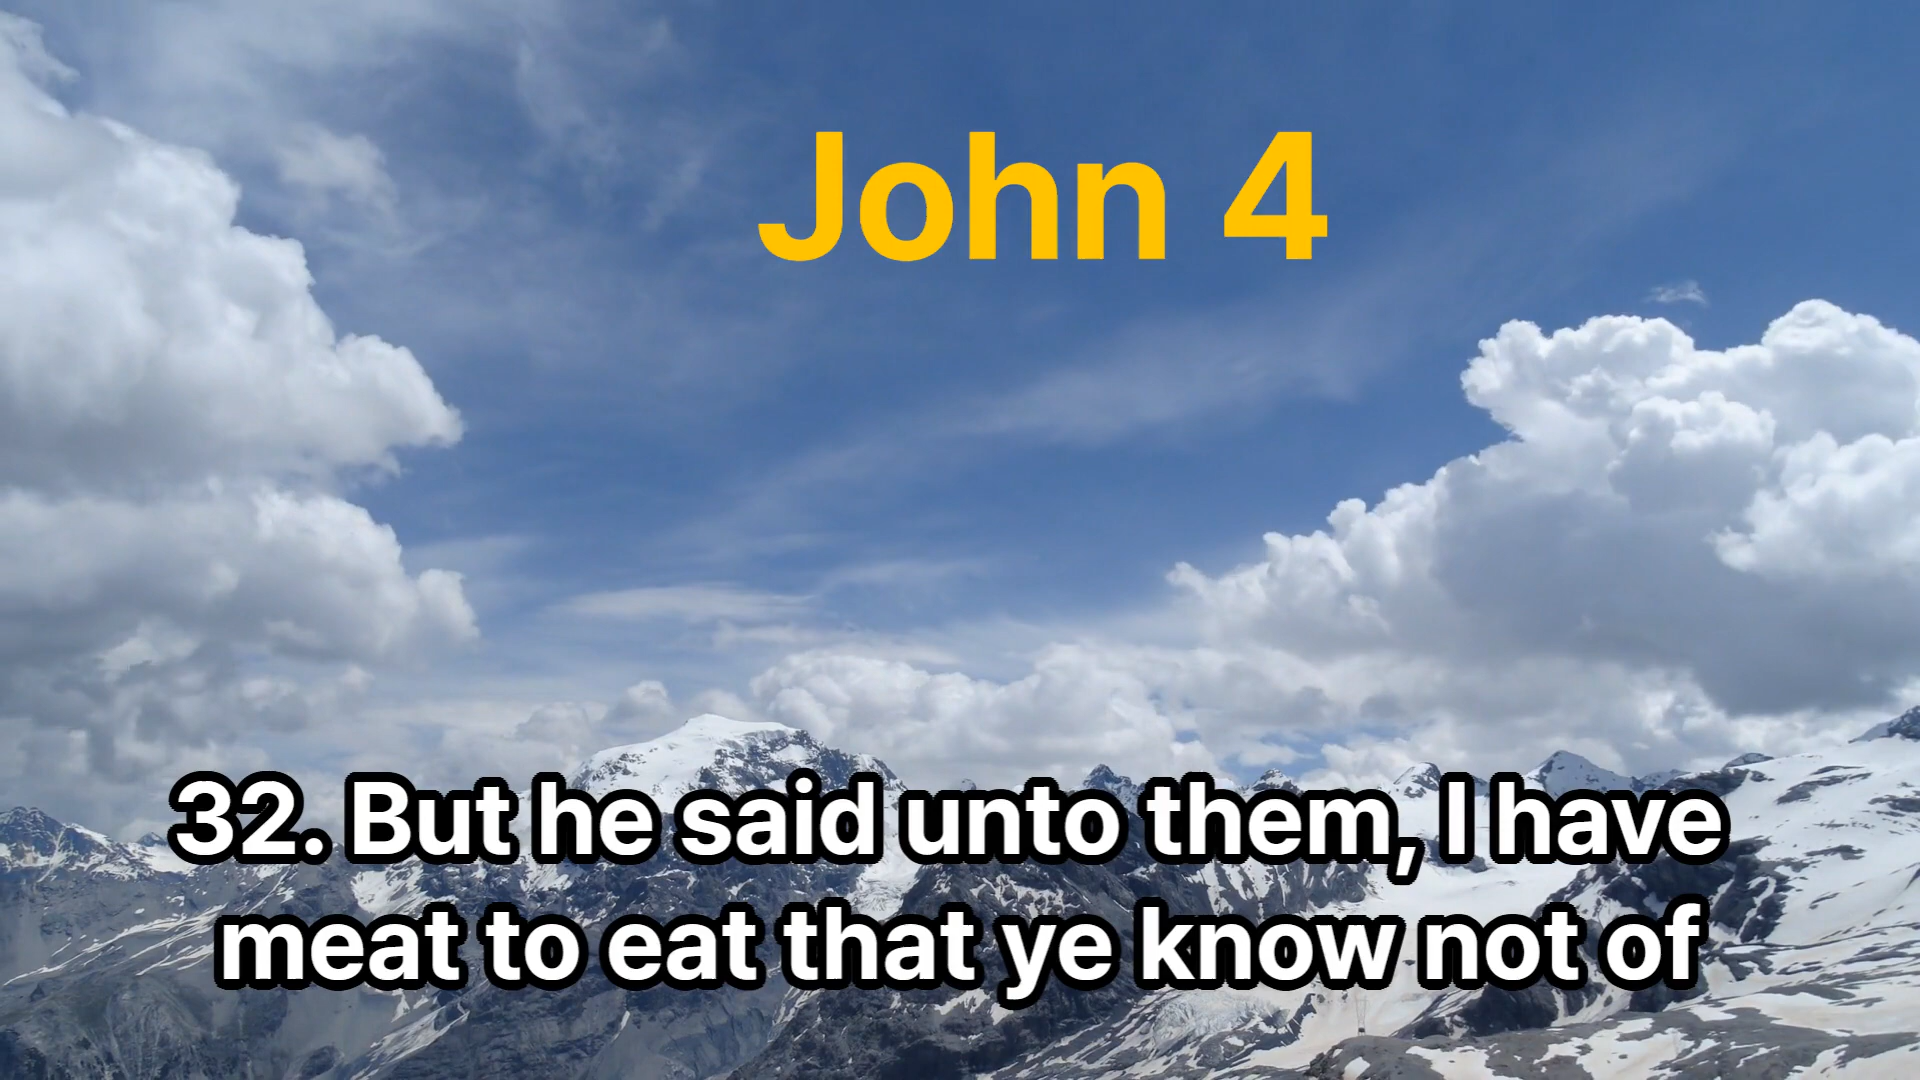 John 4
32. But he said unto them, I have
meat to eat that ye know not of